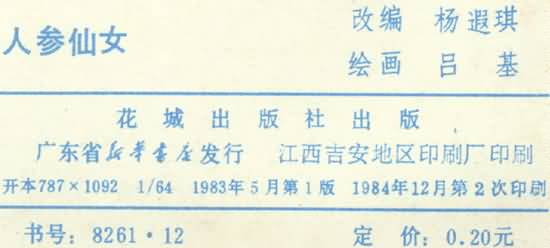 人参仙女
改编 杨遐琪
绘画 吕基
花城出版社出版
广东省新华书店发行 江西吉安地区印刷厂印刷
开本787×1092 1/64 1983年5月第1版 1984年12月第2次印刷
书号：8261·12 定价：0.20元